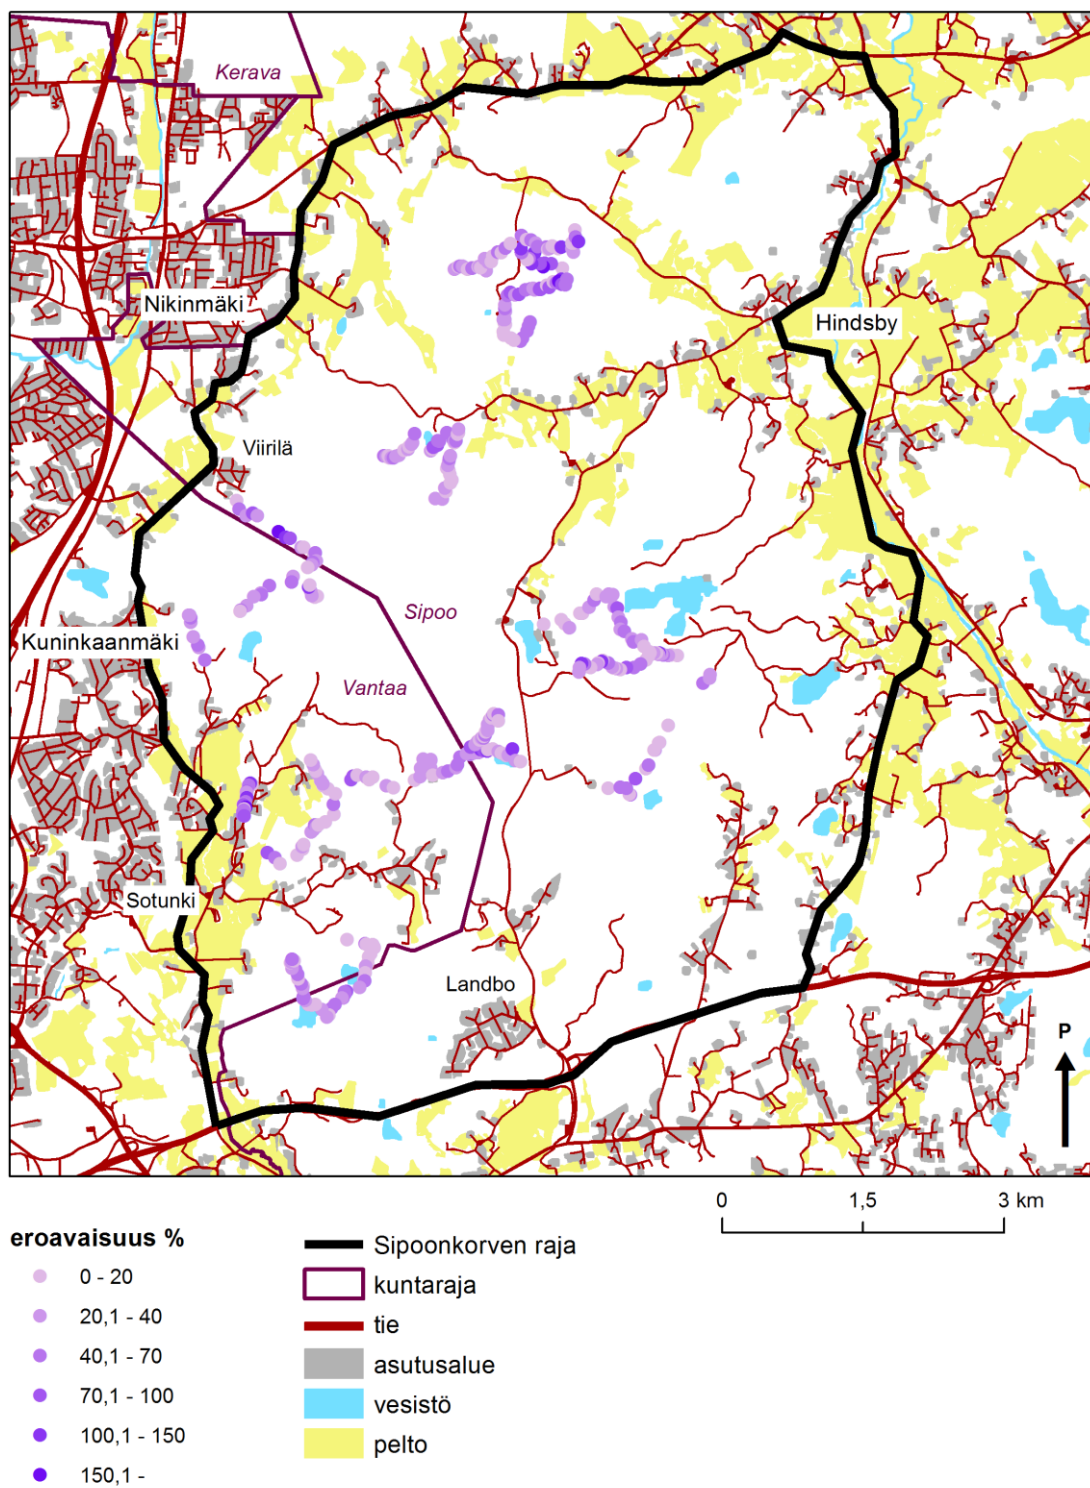 Kerava
Nikinmäki
Hindsby
Viirilä
Sipoo
Kuninkaanmäki
Vantaa
Sotunki
Landbo
P
0 1,5 3 km
eroavaisuus %
0 - 20
20,1 - 40
40,1 - 70
70,1 - 100
100,1 - 150
150,1 -
Sipoonkorven raja
kuntaraja
tie
asutusalue
vesistö
pelto